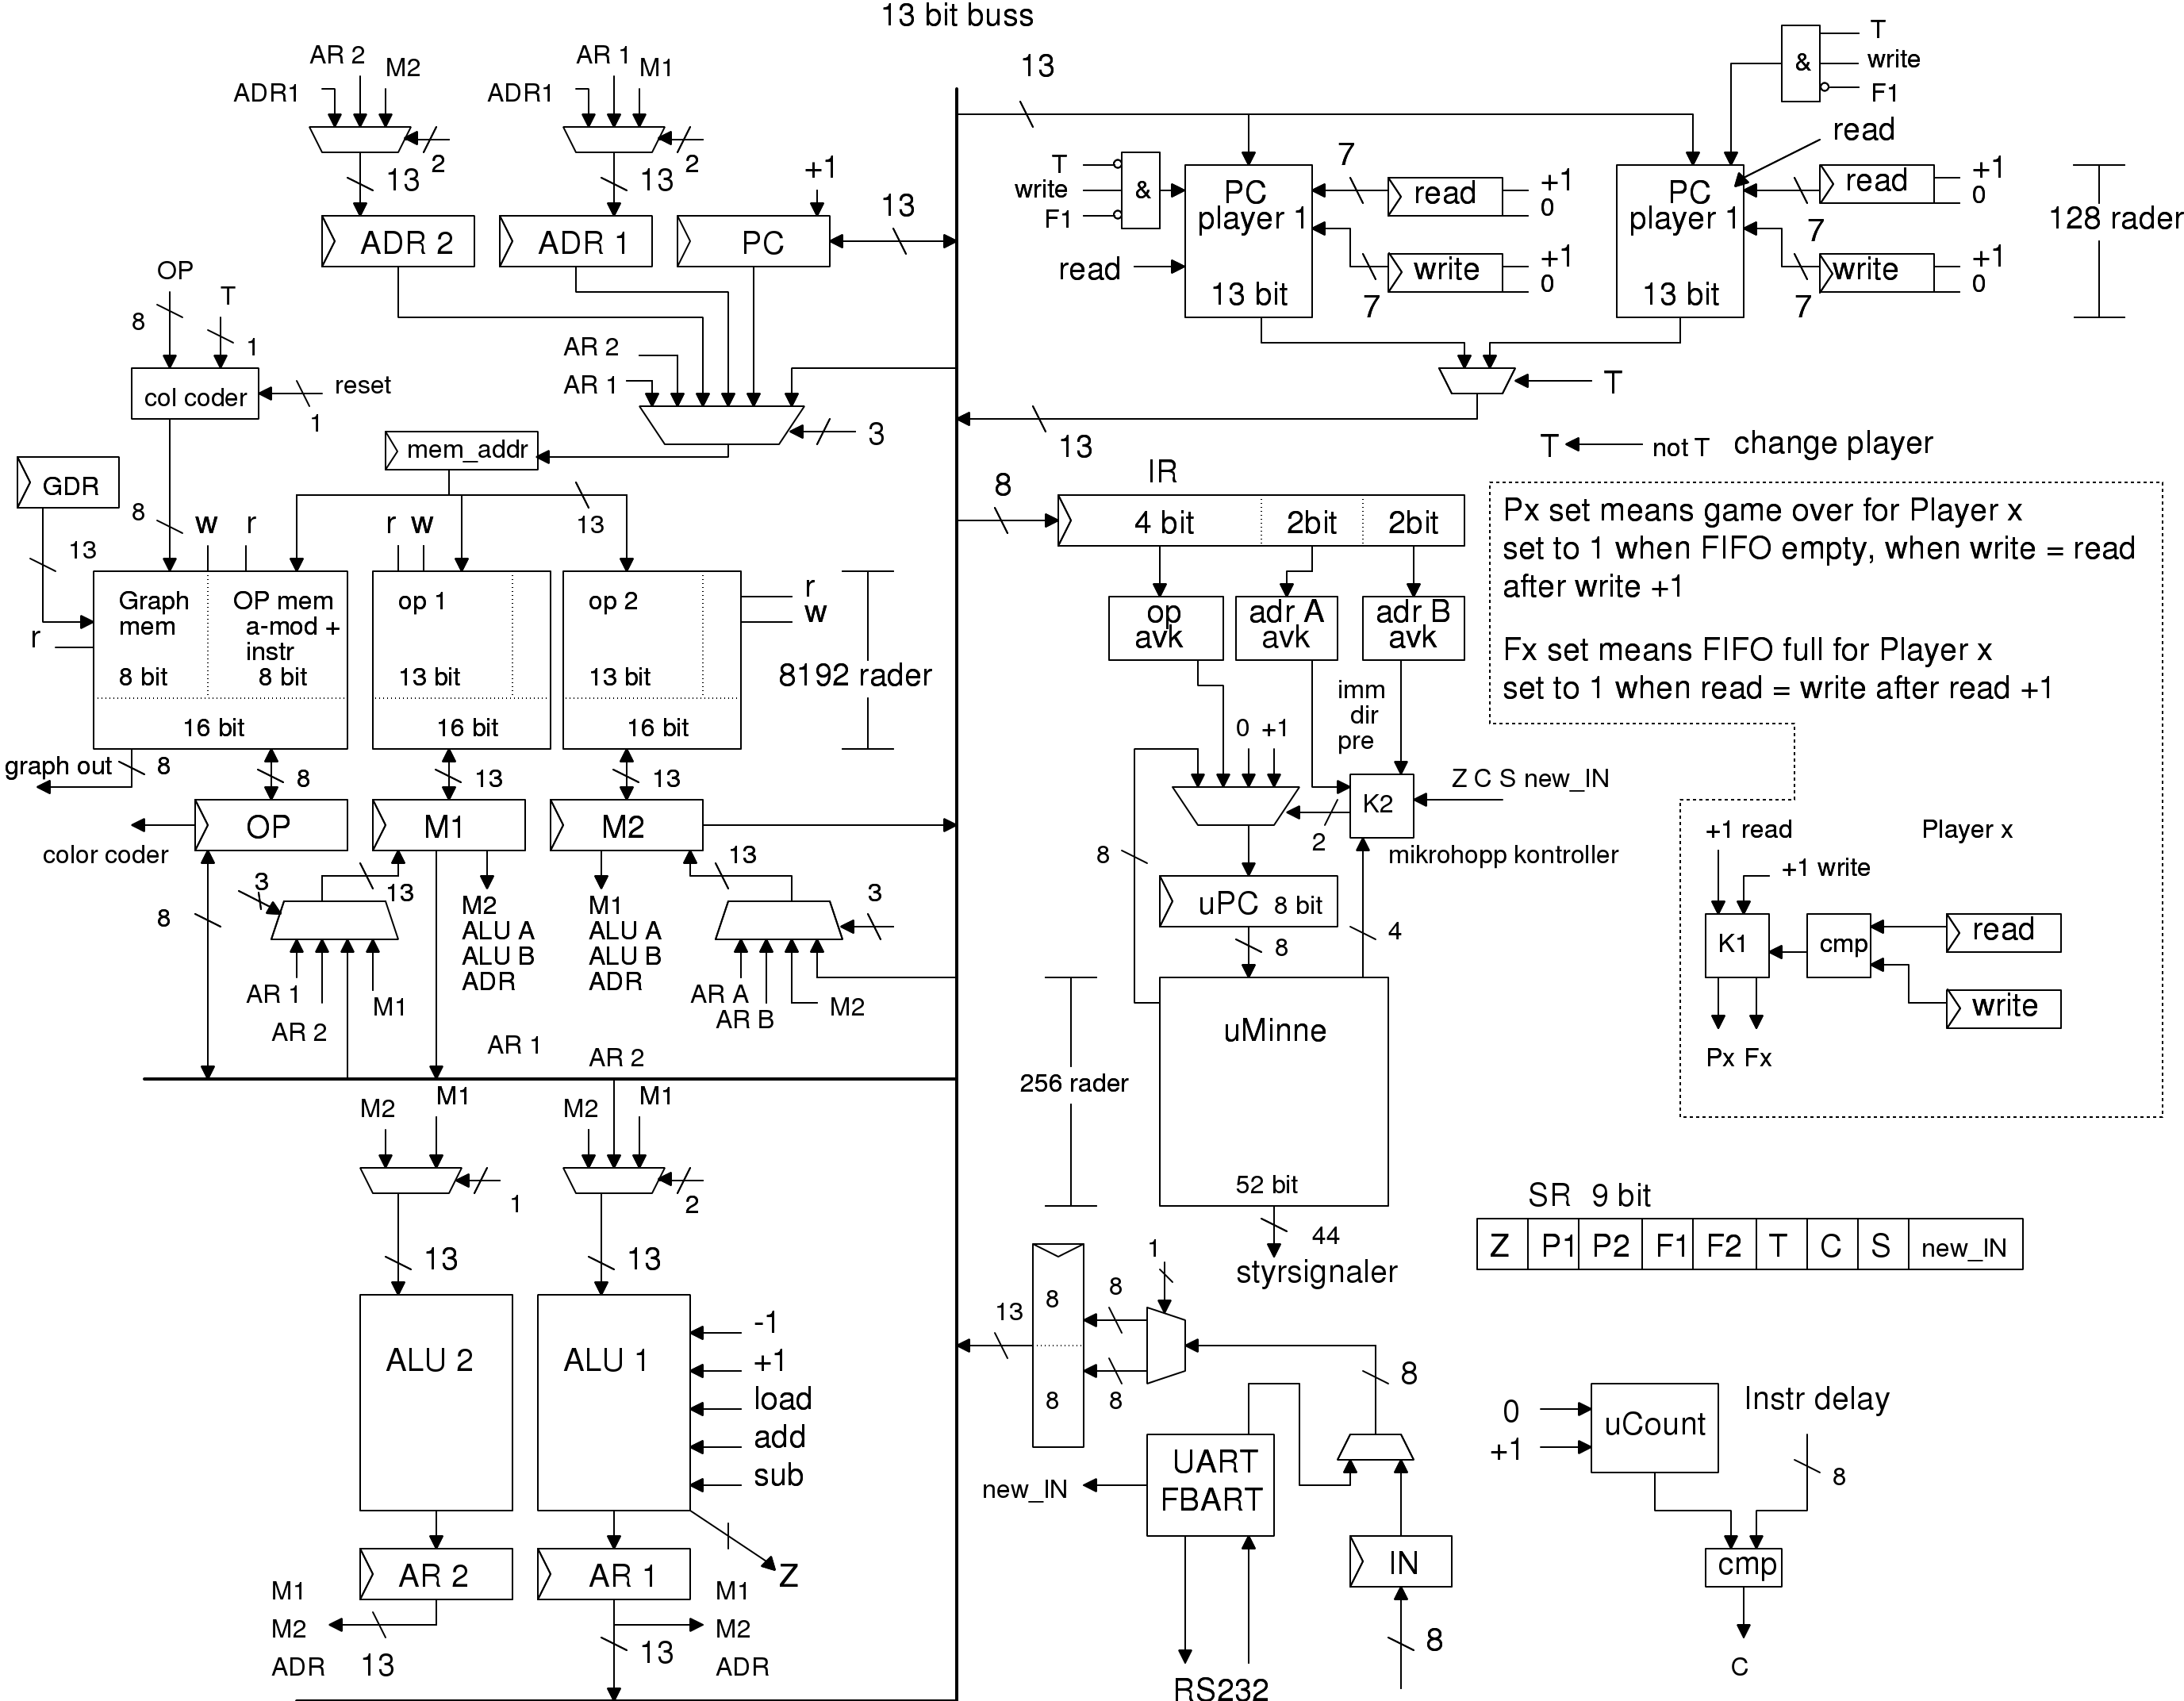 13 bit buss
AR 2
M2
ADR1
2
13
AR 1
M1
ADR1
2
13
+1
13
ADR 2
ADR 1
PC
13
T
write
F1
&
read
T
write
F1
&
read
PC
player 1
13 bit
7
read
+1
0
7
write
+1
0
PC
player 1
13 bit
7
read
+1
0
7
write
+1
0
128 rader
T
13
OP
8
T
1
col coder
reset
1
AR 2
AR 1
3
mem_addr
GDR
13
8
w
r
r w
13
r
w
r
Graph
mem
8 bit
OP mem
a-mod +
instr
8 bit
16 bit
op 1
13 bit
16 bit
op 2
13 bit
16 bit
8192 rader
graph out
8
8
13
13
OP
M1
M2
color coder
8
3
13
AR 1
AR 2
M1
M2
ALU A
ALU B
ADR
M1
ALU A
ALU B
ADR
13
3
AR A
AR B
M2
AR 1
AR 2
M2
M1
1
13
M2
M1
2
13
ALU 2
ALU 1
-1
+1
load
add
sub
Z
AR 2
AR 1
M1
M2
ADR
13
13
M1
M2
ADR
T
not T
change player
IR
8
4 bit
2bit
2bit
op
avk
adr A
avk
adr B
avk
imm
dir
pre
0
+1
K2
Z C S new_IN
2
mikrohopp kontroller
8
uPC
8 bit
8
4
uMinne
52 bit
256 rader
44
styrsignaler
Px set means game over for Player x
set to 1 when FIFO empty, when write = read
after write +1
Fx set means FIFO full for Player x
set to 1 when read = write after read +1
+1 read
Player x
+1 write
K1
cmp
read
write
Px
Fx
SR
9 bit
Z
P1
P2
F1
F2
T
C
S
new_IN
13
8
8
8
8
1
8
UART
FBART
new_IN
RS232
IN
8
0
+1
uCount
Instr delay
8
cmp
C